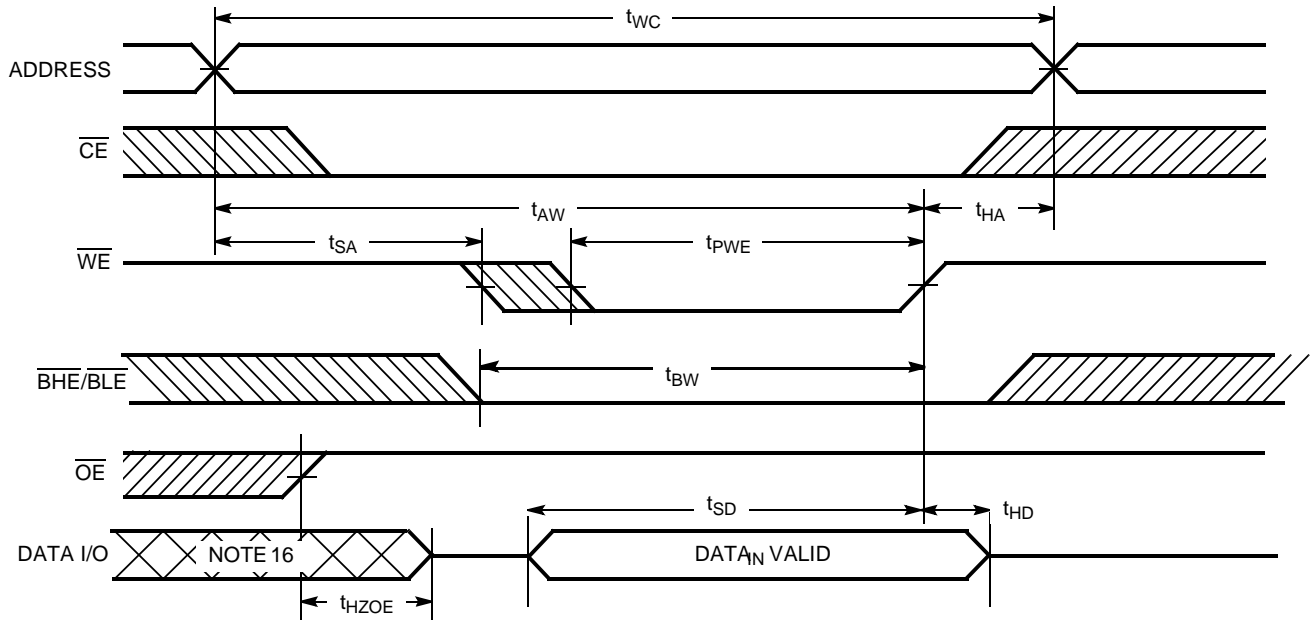 tWC
ADDRESS
CE
tAW
tHA
tSA
tPWE
WE
BHE/BLE
tBW
OE
tSD
tHD
DATA I/O
NOTE 16
DATAIN VALID
tHZOE